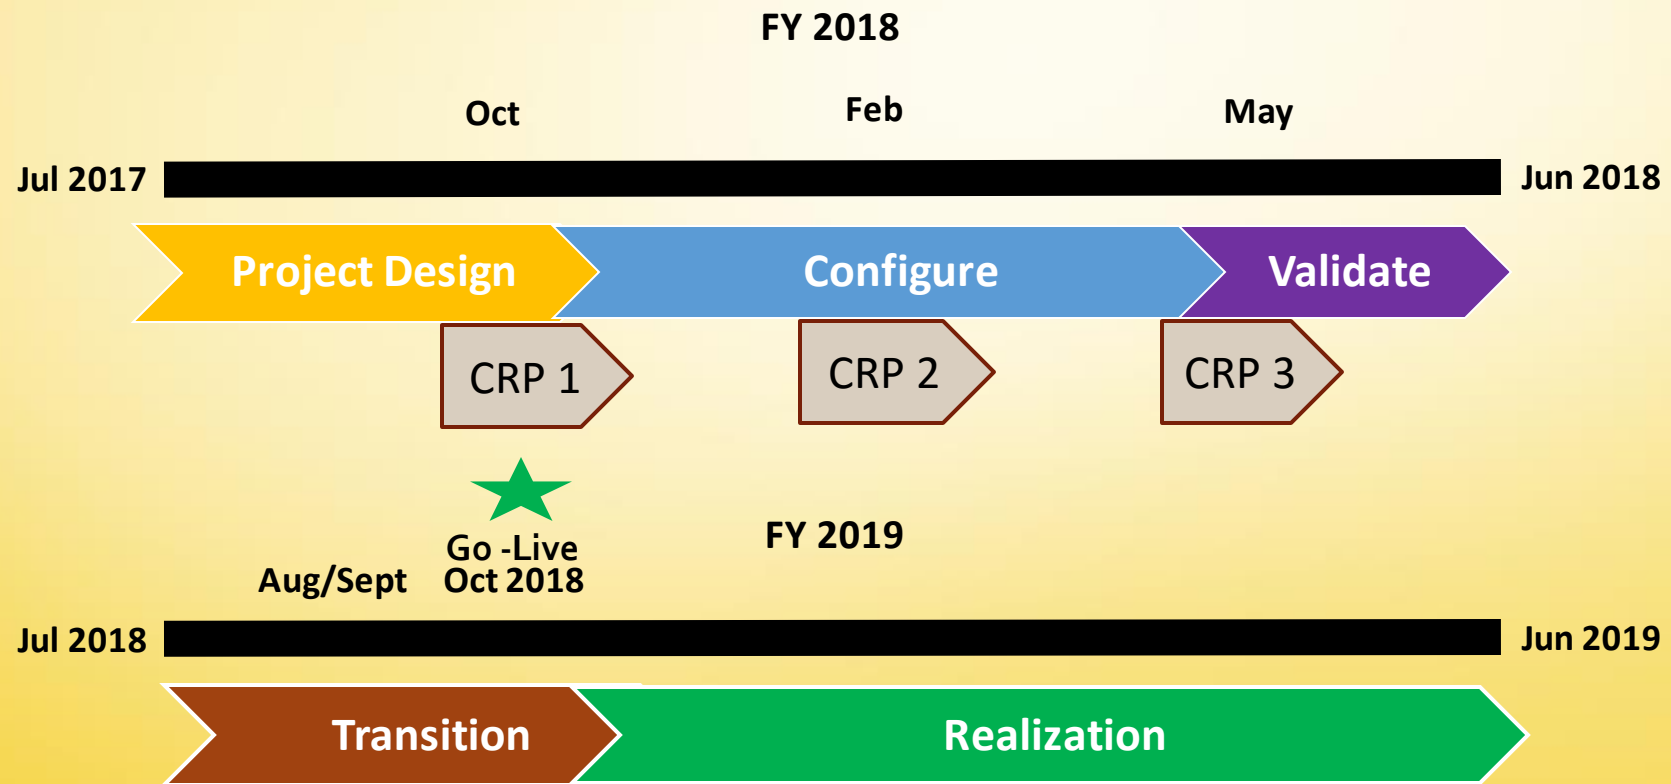 FY 2018
Oct
Feb
May
Jul 2017
Jun 2018
Project Design
Configure
Validate
CRP 1
CRP 2
CRP 3
FY 2019
Go -Live
Aug/Sept
Oct 2018
Jul 2018
Jun 2019
Transition
Realization